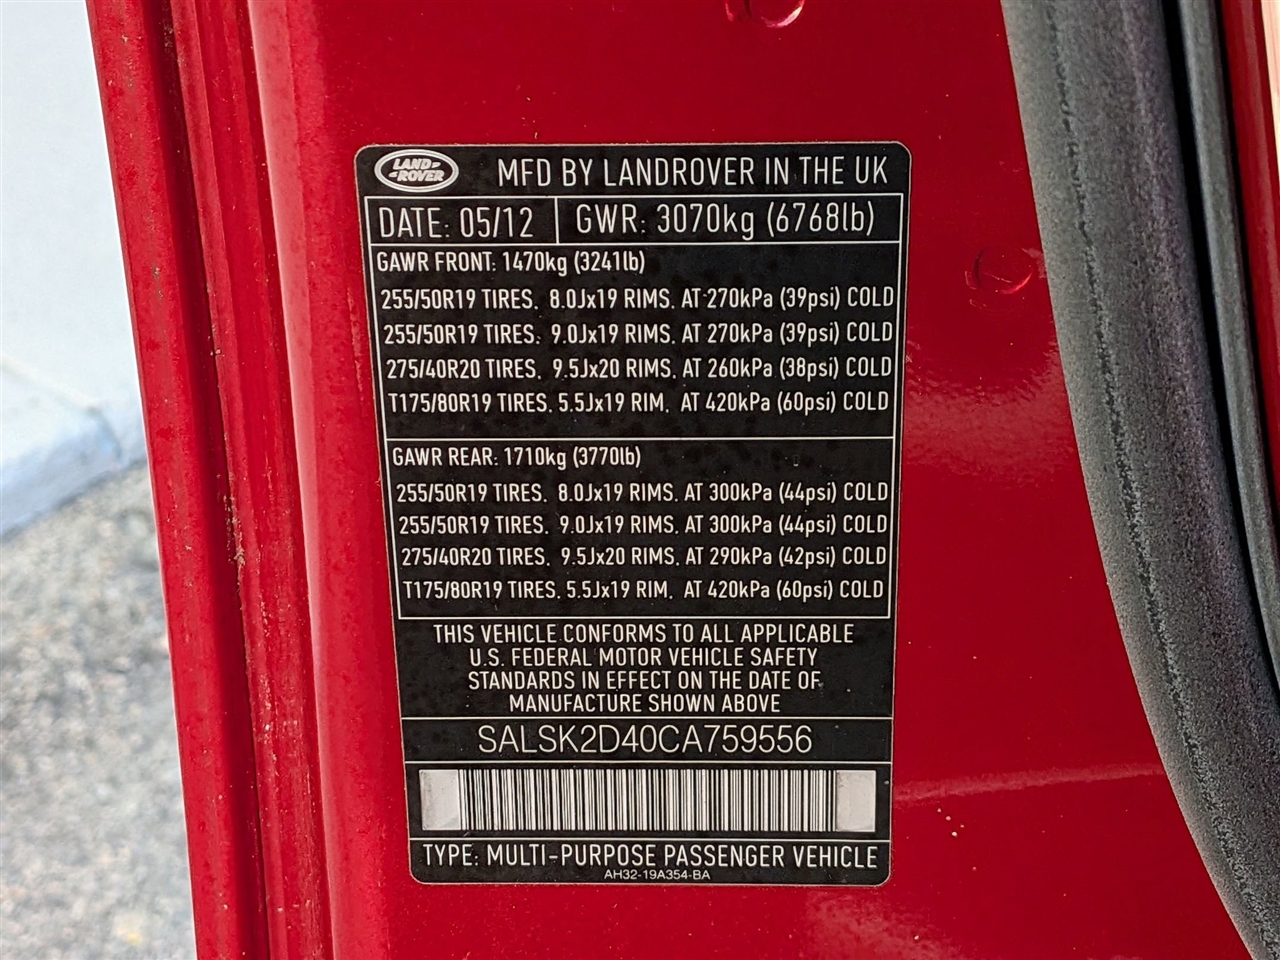 LAND ROVER
MFD BY LANDROVER IN THE UK
DATE: 05/12 GWR: 3070kg (6768lb)
GAWR FRONT: 1470kg (3241lb)
255/50R19 TIRES, 8.0Jx19 RIMS, AT 270kPa (39psi) COLD
255/50R19 TIRES, 9.0Jx19 RIMS, AT 270kPa (39psi) COLD
275/40R20 TIRES, 9.5Jx20 RIMS, AT 260kPa (38psi) COLD
T175/80R19 TIRES, 5.5Jx19 RIM, AT 420kPa (60psi) COLD
GAWR REAR: 1710kg (3770lb)
255/50R19 TIRES, 8.0Jx19 RIMS, AT 300kPa (44psi) COLD
255/50R19 TIRES, 9.0Jx19 RIMS, AT 300kPa (44psi) COLD
275/40R20 TIRES, 9.5Jx20 RIMS, AT 290kPa (42psi) COLD
T175/80R19 TIRES, 5.5Jx19 RIM, AT 420kPa (60psi) COLD
THIS VEHICLE CONFORMS TO ALL APPLICABLE
U.S. FEDERAL MOTOR VEHICLE SAFETY
STANDARDS IN EFFECT ON THE DATE OF
MANUFACTURE SHOWN ABOVE
SALSK2D40CA759556
TYPE: MULTI-PURPOSE PASSENGER VEHICLE
AH32-19A354-BA